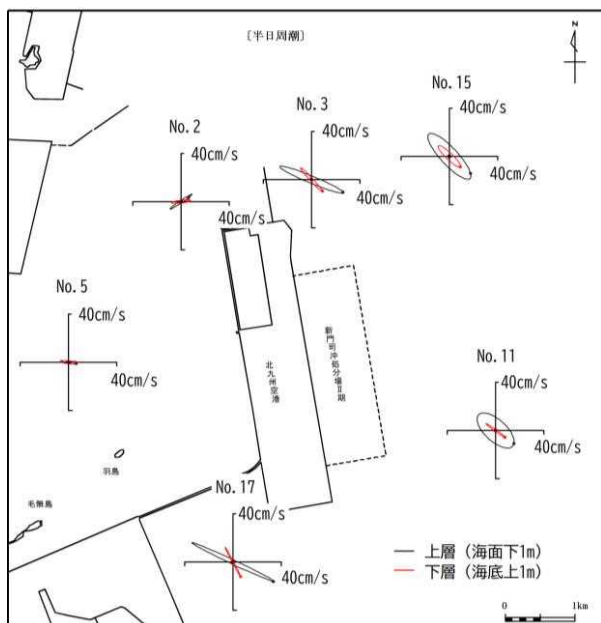 ［半日周潮］
N
No. 15
40cm/s
40cm/s
No. 3
40cm/s
40cm/s
No. 2
40cm/s
40cm/s
No. 5
40cm/s
40cm/s
新門司沖処分場Ⅱ期
北九州空港
No. 11
40cm/s
40cm/s
羽島
毛無島
No. 17
40cm/s
40cm/s
上層（海面下1m）
下層（海底上1m）
0 1km